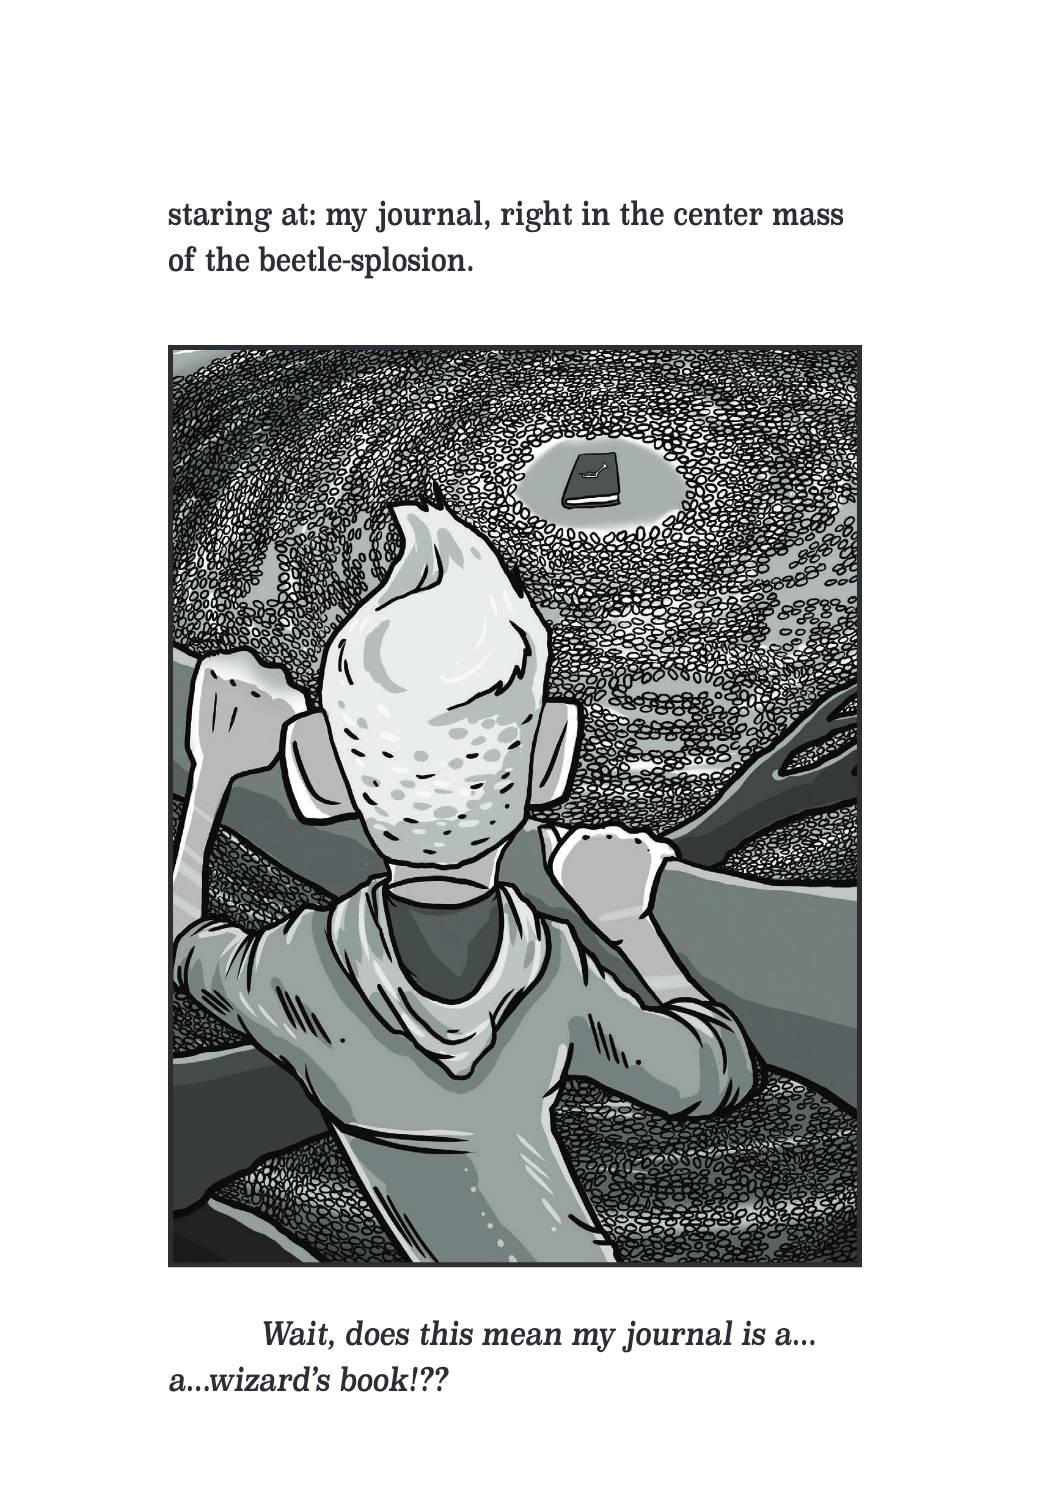 staring at: my journal, right in the center mass
of the beetle-splosion.
Wait, does this mean my journal is a...
a...wizard’s book!??